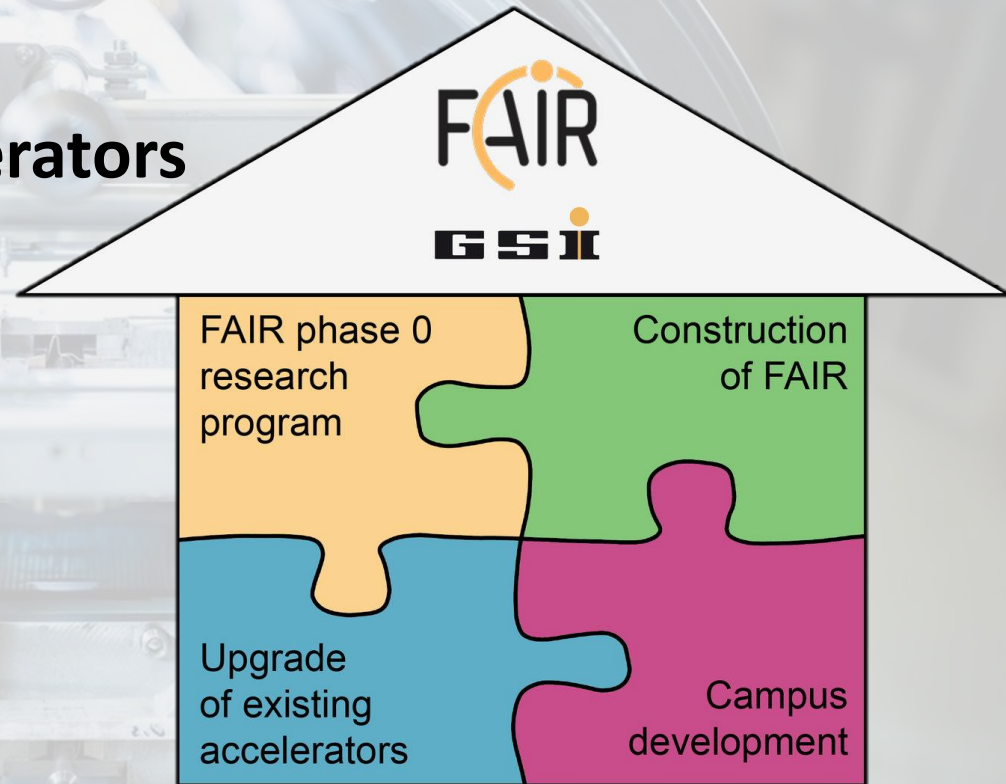 erators
FAIR
GSI
FAIR phase 0
research
program
Construction
of FAIR
Upgrade
of existing
accelerators
Campus
development